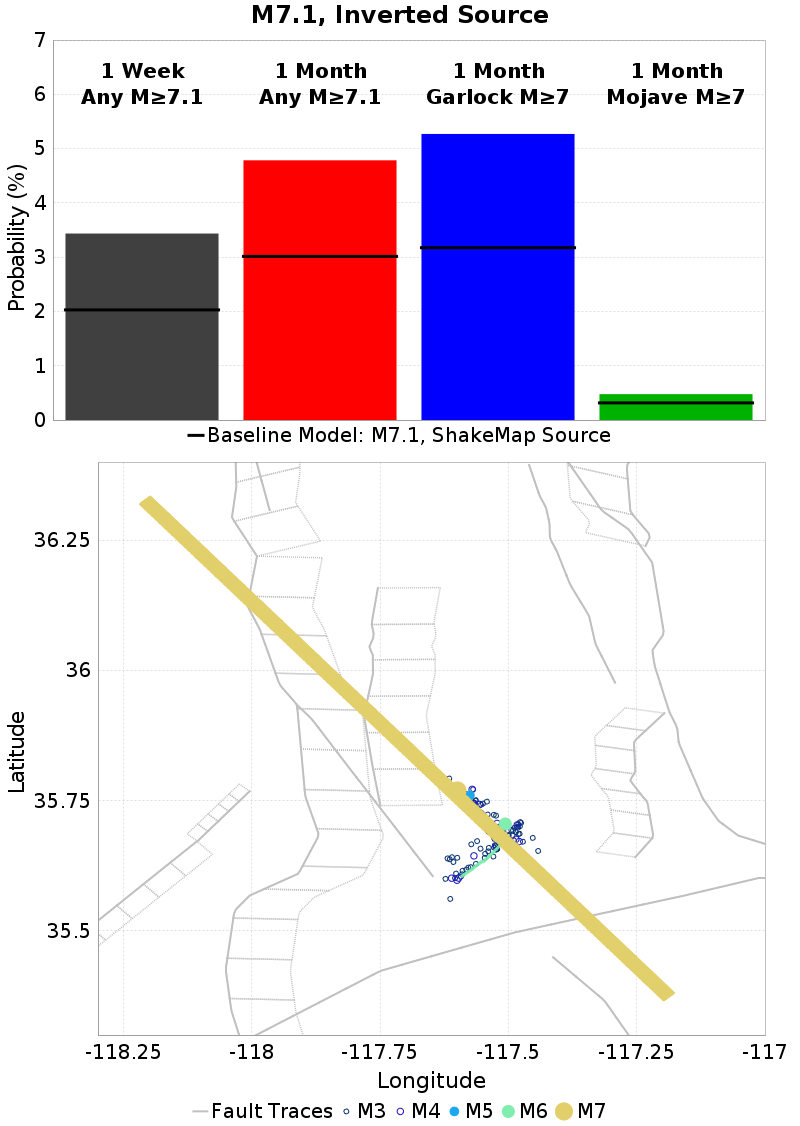 M7.1, Inverted Source
7
6
5
4
3
2
1
0
Probability (%)
1 Week
Any M≥7.1
1 Month
Any M≥7.1
1 Month
Garlock M≥7
1 Month
Mojave M≥7
Baseline Model: M7.1, ShakeMap Source
36.25
36
35.75
35.5
Latitude
-118.25 -118 -117.75 -117.5 -117.25 -117
Longitude
Fault Traces M3 M4 M5 M6 M7